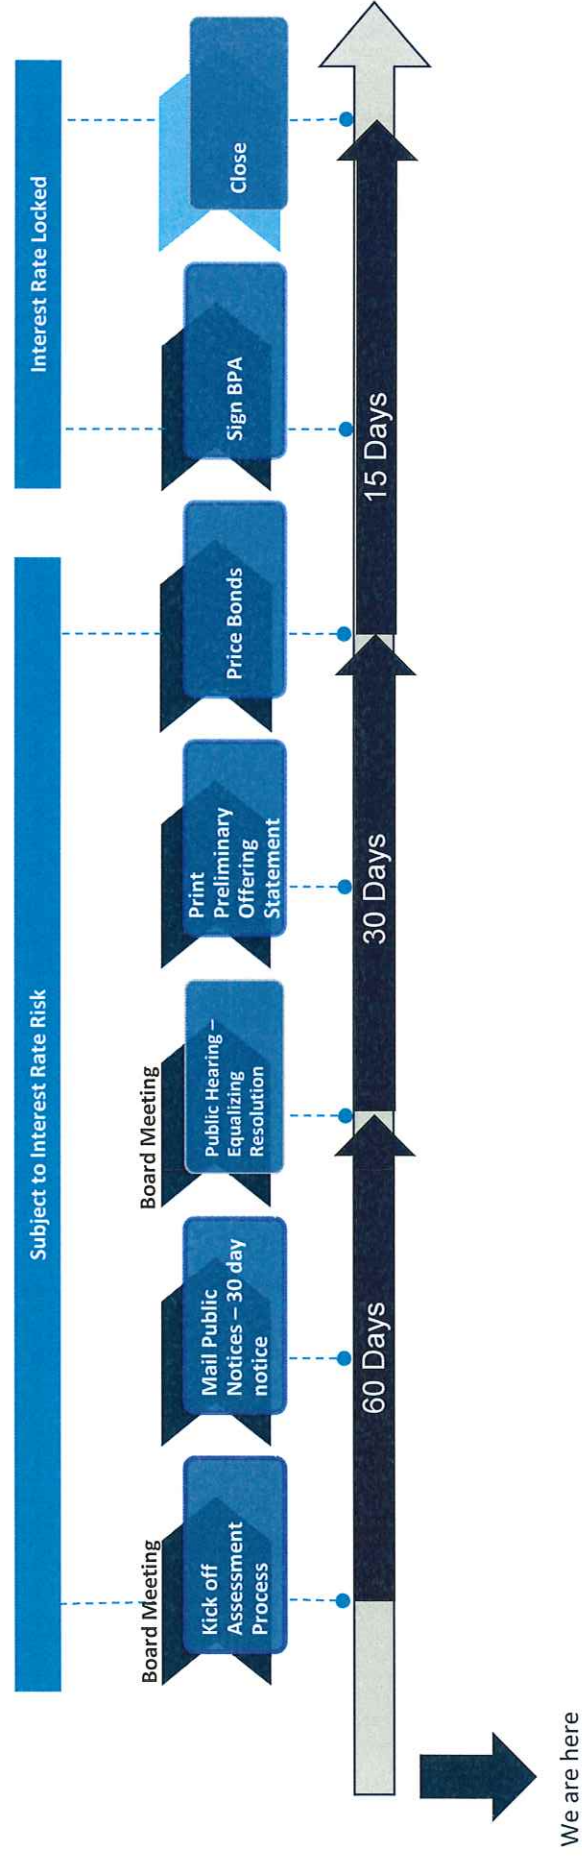 Subject to Interest Rate Risk
Interest Rate Locked
Board Meeting
Kick off
Assessment
Process
Mail Public
Notices – 30 day
notice
Board Meeting
Public Hearing –
Equalizing
Resolution
Print
Preliminary
Offering
Statement
Price Bonds
Sign BPA
Close
60 Days
30 Days
15 Days
We are here